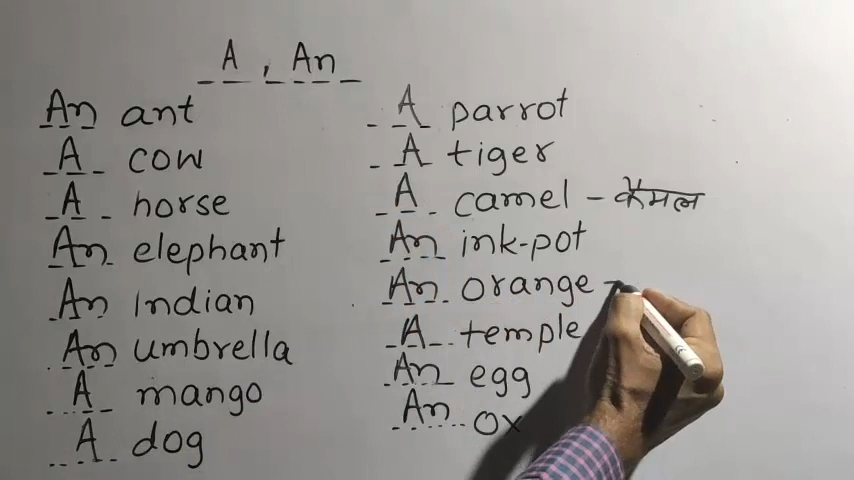 A , An
An ant
A cow
A horse
An elephant
An Indian
An umbrella
A mango
A dog
A parrot
A tiger
A camel - कैमल
An ink-pot
An orange -
A temple
An egg
An ox